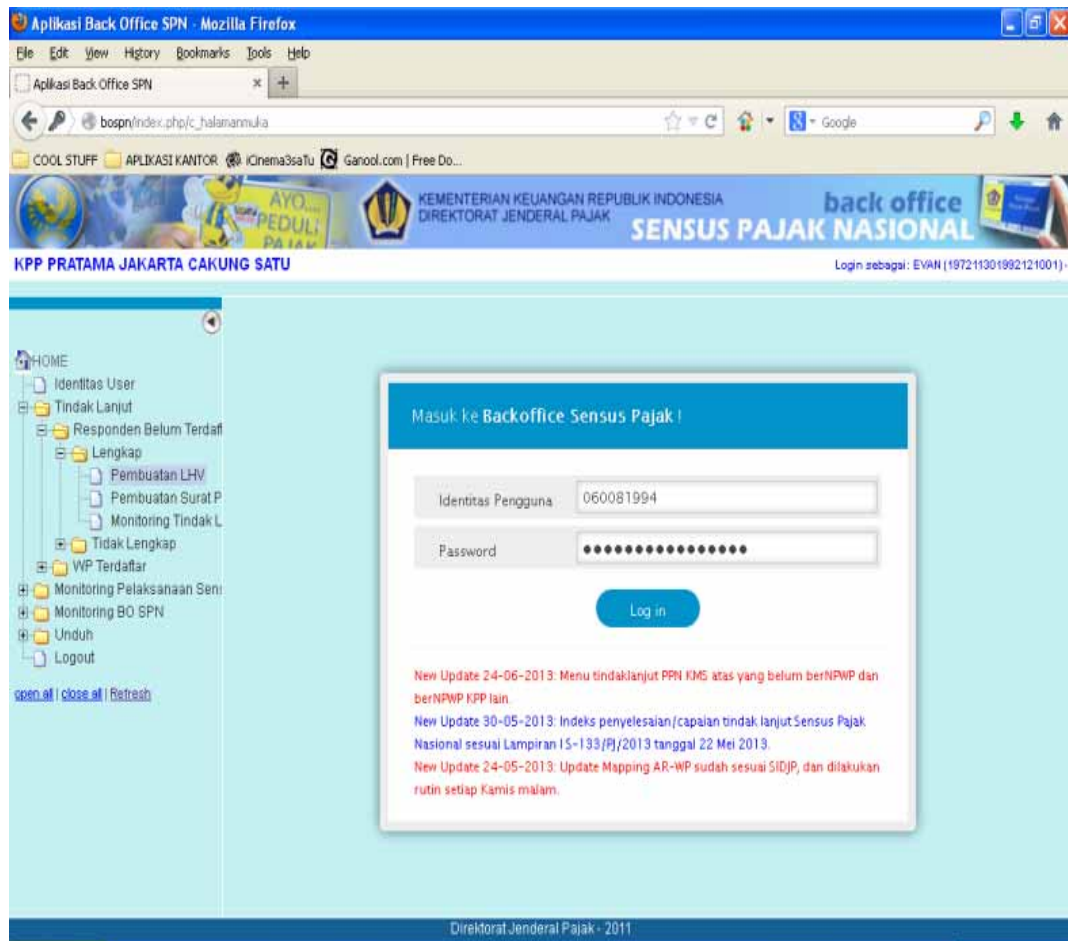 Aplikasi Back Office SPN - Mozilla Firefox
File Edit View History Bookmarks Tools Help
Aplikasi Back Office SPN
bospn/index.php/c_halamanmuka
Google
COOL STUFF APLIKASI KANTOR iCinema3saTu Ganool.com | Free Do...
AYO....
PEDULI
PAJAK
KEMENTERIAN KEUANGAN REPUBLIK INDONESIA
DIREKTORAT JENDERAL PAJAK
back office
SENSUS PAJAK NASIONAL
KPP PRATAMA JAKARTA CAKUNG SATU
Login sebagai: EVAN (197211301992121001)-
HOME
Identitas User
Tindak Lanjut
Responden Belum Terdaft
Lengkap
Pembuatan LHV
Pembuatan Surat P
Monitoring Tindak L
Tidak Lengkap
WP Terdaftar
Monitoring Pelaksanaan Sens
Monitoring BO SPN
Unduh
Logout
open all | close all | Refresh
Masuk ke Backoffice Sensus Pajak !
Identitas Pengguna 060081994
Password ●●●●●●●●●●●●●●●●
Log in
New Update 24-06-2013: Menu tindaklanjut PPN KMS atas yang belum berNPWP dan
berNPWP KPP lain.
New Update 30-05-2013: Indeks penyelesaian/capaian tindak lanjut Sensus Pajak
Nasional sesuai Lampiran I S-133/PJ/2013 tanggal 22 Mei 2013.
New Update 24-05-2013: Update Mapping AR-WP sudah sesuai SIDJP, dan dilakukan
rutin setiap Kamis malam.
Direktorat Jenderal Pajak - 2011